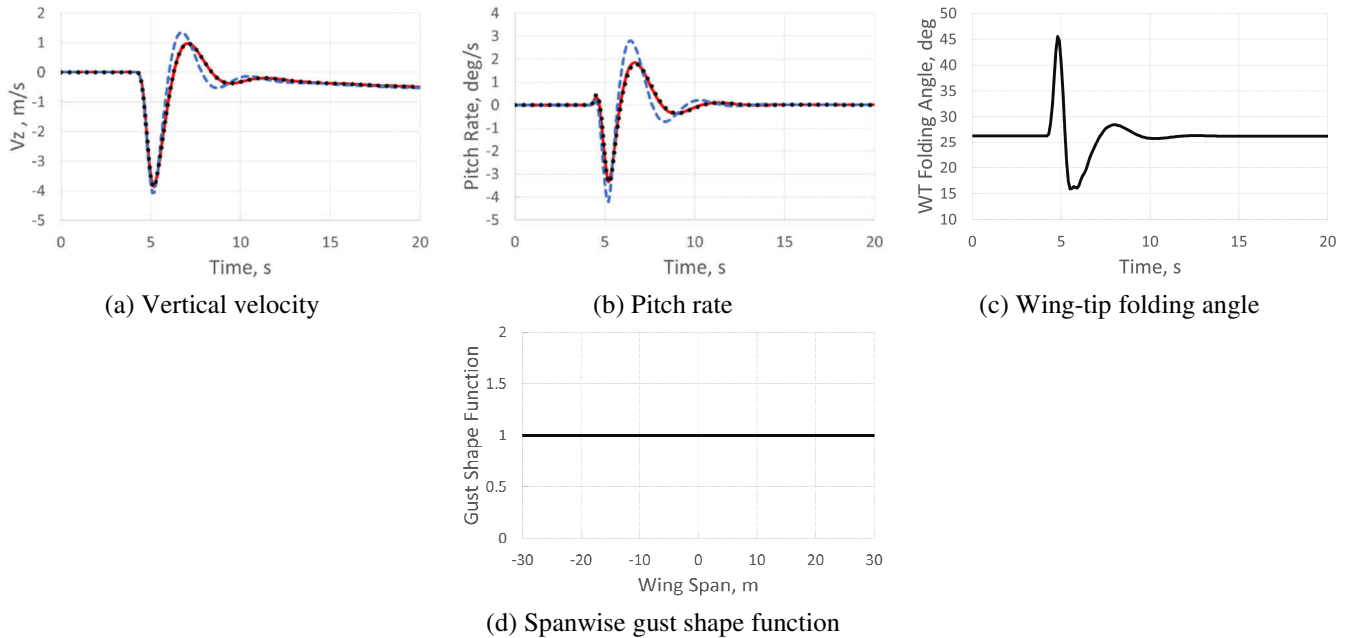 2
1
0
-1
-2
-3
-4
-5
Vz , m/s
0 5 10 15 20
Time, s
(a) Vertical velocity
4
3
2
1
0
-1
-2
-3
-4
-5
Pitch Rate, deg/s
0 5 10 15 20
Time, s
(b) Pitch rate
50
45
40
35
30
25
20
15
10
WT Folding Angle, deg
0 5 10 15 20
Time, s
(c) Wing-tip folding angle
2
1.5
1
0.5
0
Gust Shape Function
-30 -20 -10 0 10 20 30
Wing Span, m
(d) Spanwise gust shape function